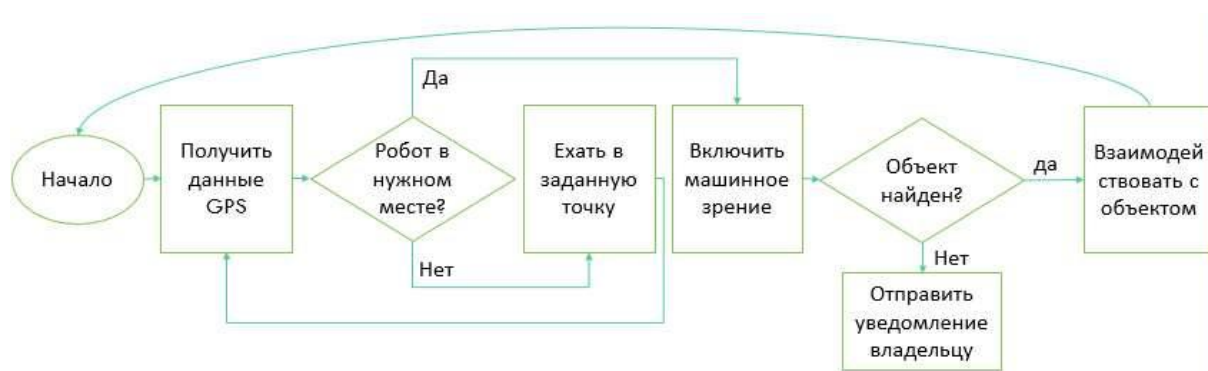 Начало
Получить
данные
GPS
Робот в
нужном
месте?
Да
Нет
Ехать в
заданную
точку
Включить
машинное
зрение
Объект
найден?
да
Нет
Взаимодей
ствовать с
объектом
Отправить
уведомление
владельцу